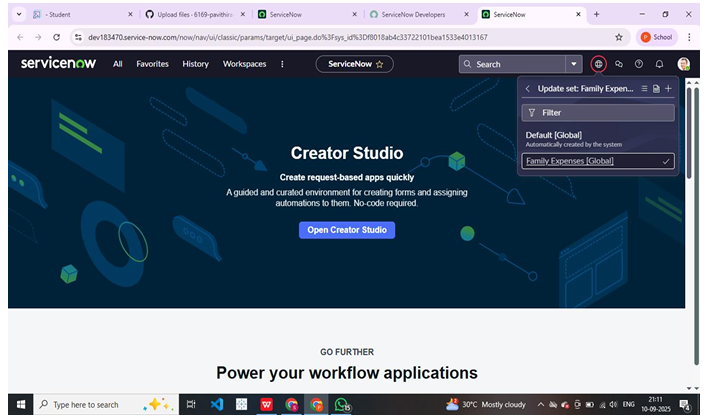 - Student
Upload files · 6169-pavithira
ServiceNow
ServiceNow Developers
ServiceNow
dev183470.service-now.com/now/nav/ui/classic/params/target/ui_page.do%3Fsys_id%3Df8018ab4c33722101bea1533e4013167
P School
servicenow All Favorites History Workspaces ServiceNow Search
Update set: Family Expen...
Filter
Default [Global]
Automatically created by the system
Family Expenses [Global]
Creator Studio
Create request-based apps quickly
A guided and curated environment for creating forms and assigning
automations to them. No-code required.
Open Creator Studio
GO FURTHER
Power your workflow applications
Type here to search
30°C Mostly cloudy
ENG
21:11
10-09-2025